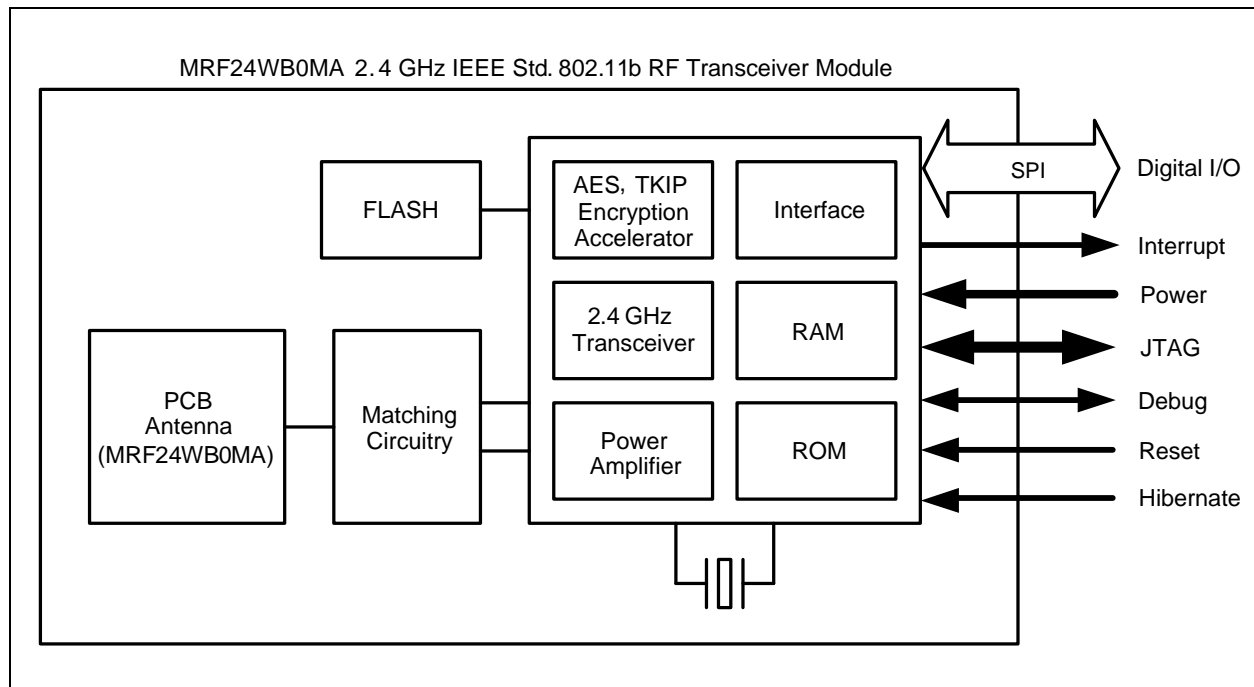 MRF24WB0MA 2.4 GHz IEEE Std. 802.11b RF Transceiver Module
FLASH
AES, TKIP
Encryption
Accelerator
Interface
SPI
Digital I/O
Interrupt
Power
2.4 GHz
Transceiver
RAM
JTAG
PCB
Antenna
(MRF24WB0MA)
Matching
Circuitry
Power
Amplifier
ROM
Debug
Reset
Hibernate